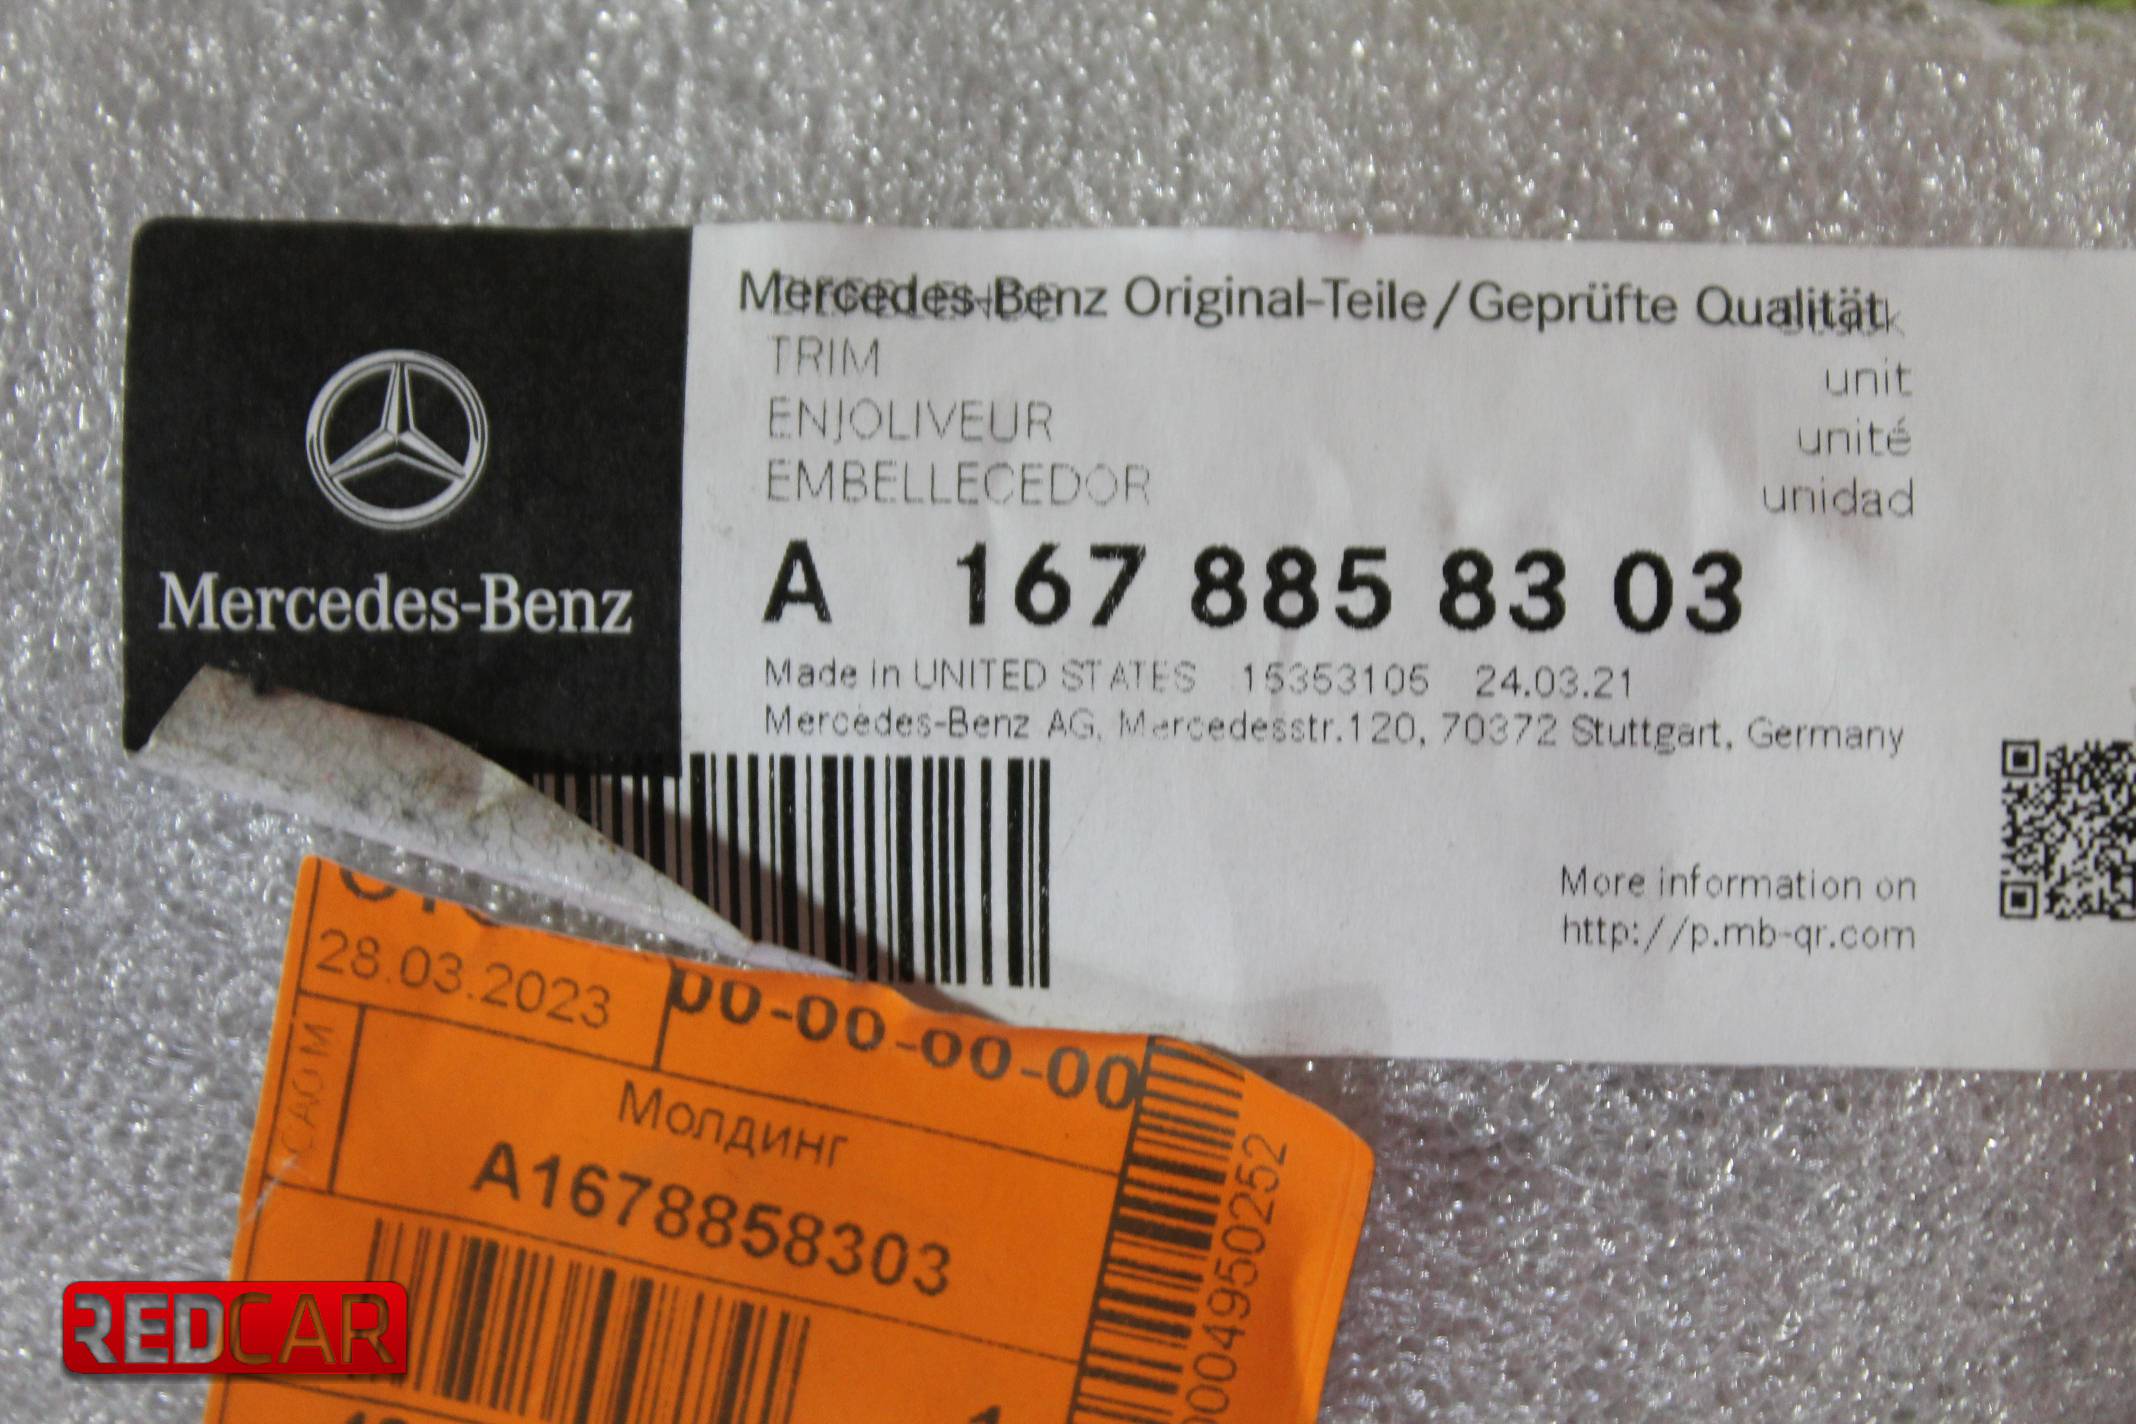 Mercedes-Benz
Mercedes-Benz Original-Teile/Geprüfte Qualität
TRIM unit
ENJOLIVEUR unité
EMBELLECEDOR unidad
A 167 885 83 03
Made in UNITED STATES 15353105 24.03.21
Mercedes-Benz AG, Mercedesstr.120, 70372 Stuttgart, Germany
More information on
http://p.mb-qr.com
28.03.2023 00-00-00-00
Молдинг
A1678858303
REDCAR